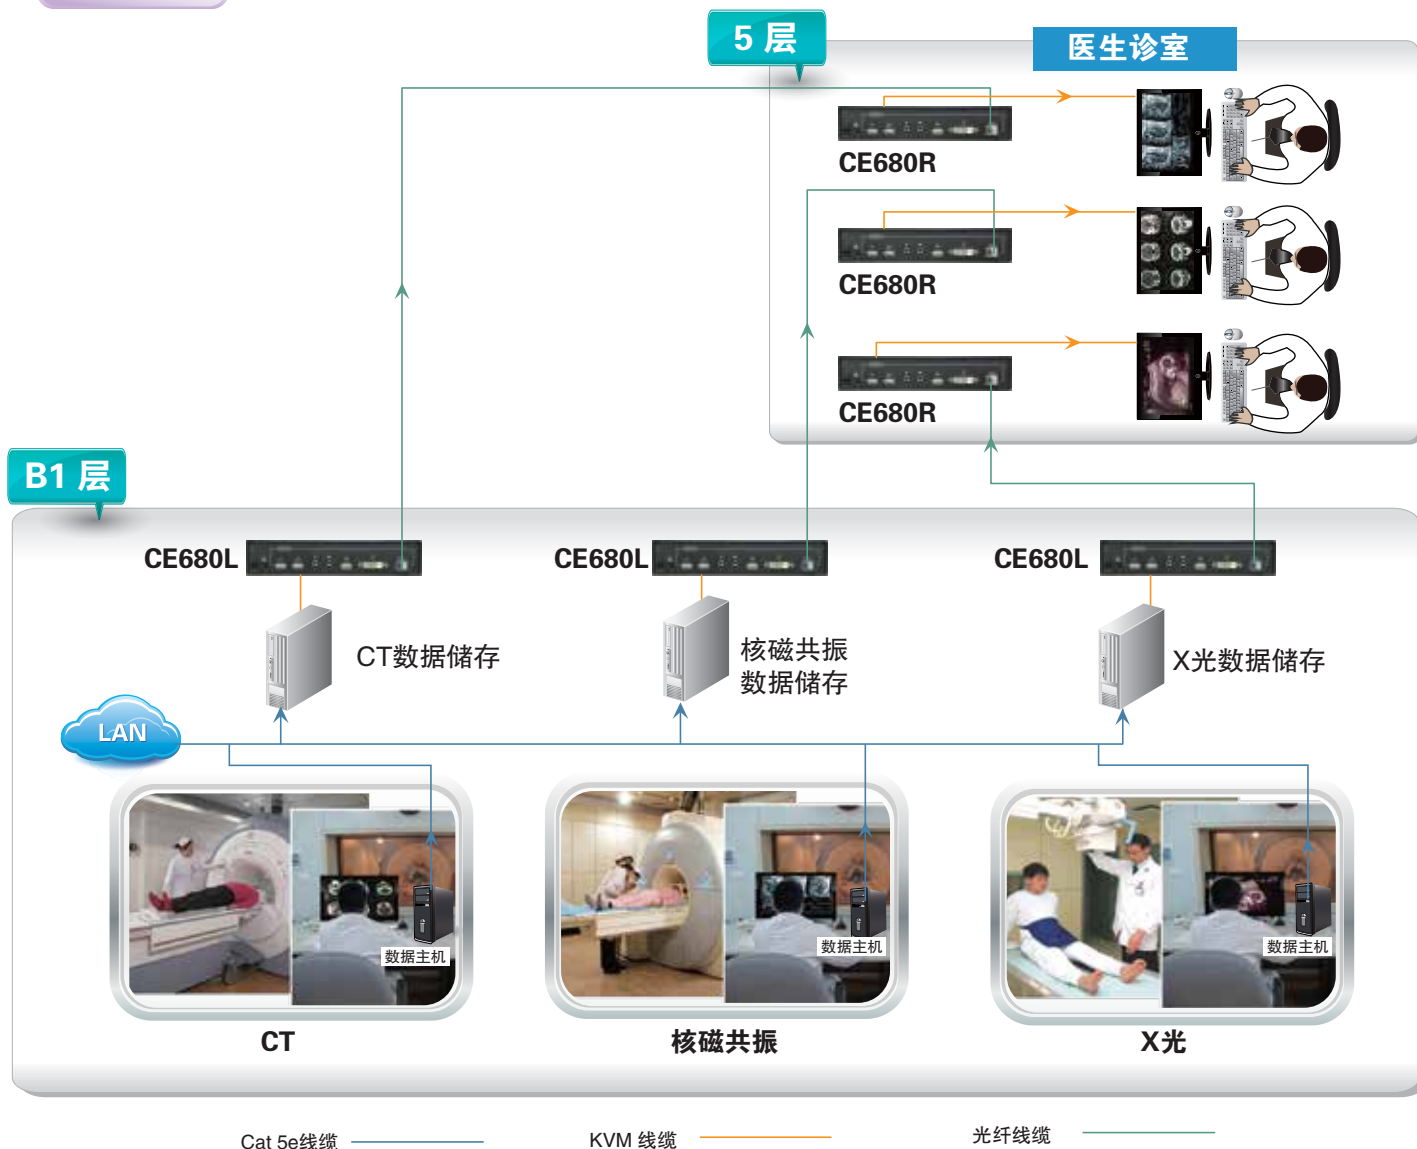 5 层
医生诊室
CE680R
CE680R
CE680R
B1 层
CE680L
CE680L
CE680L
CT数据储存
核磁共振
数据储存
X光数据储存
LAN
数据主机
数据主机
数据主机
CT
核磁共振
X光
Cat 5e线缆
KVM 线缆
光纤线缆